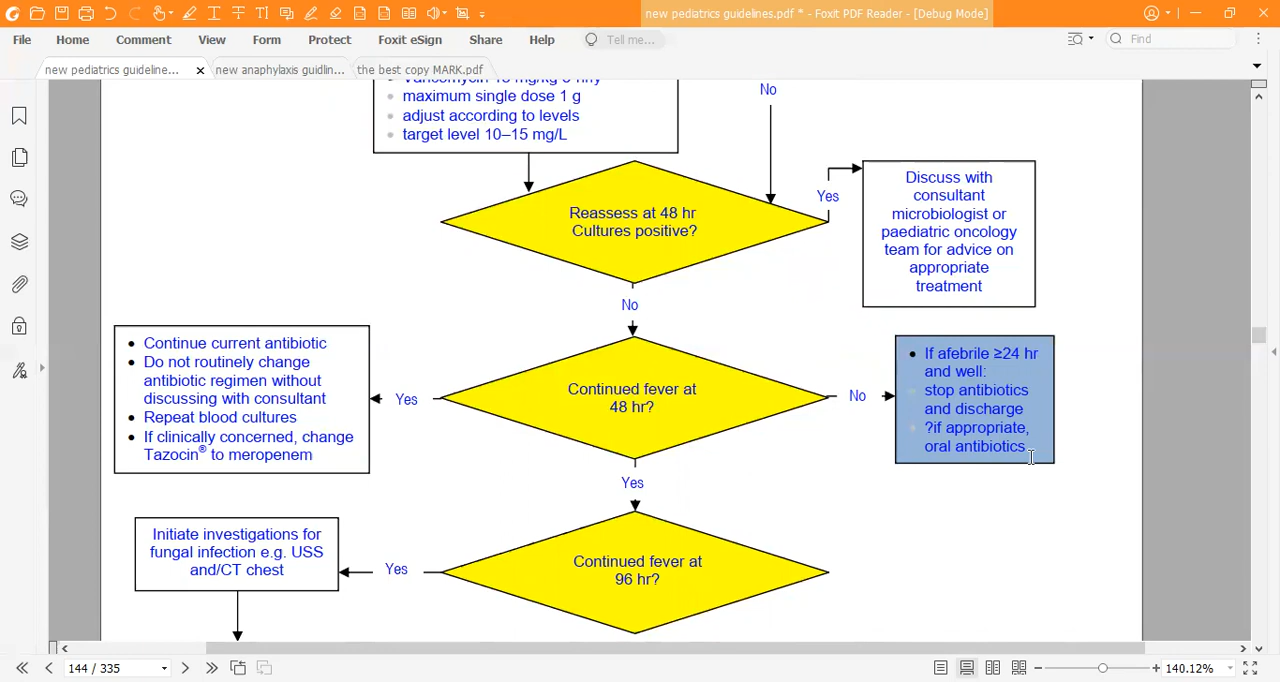 new pediatrics guidelines.pdf * - Foxit PDF Reader - [Debug Mode]
File Home Comment View Form Protect Foxit eSign Share Help Tell me... Find
new pediatrics guideline... new anaphylaxis guidlin... the best copy MARK.pdf
maximum single dose 1 g
adjust according to levels
target level 10–15 mg/L
No
Reassess at 48 hr
Cultures positive?
Yes
Discuss with
consultant
microbiologist or
paediatric oncology
team for advice on
appropriate
treatment
No
Continue current antibiotic
Do not routinely change
antibiotic regimen without
discussing with consultant
Repeat blood cultures
If clinically concerned, change
Tazocin® to meropenem
Yes
Continued fever at
48 hr?
No
If afebrile ≥24 hr
and well:
stop antibiotics
and discharge
?if appropriate,
oral antibiotics
Yes
Initiate investigations for
fungal infection e.g. USS
and/CT chest
Yes
Continued fever at
96 hr?
144 / 335
140.12%